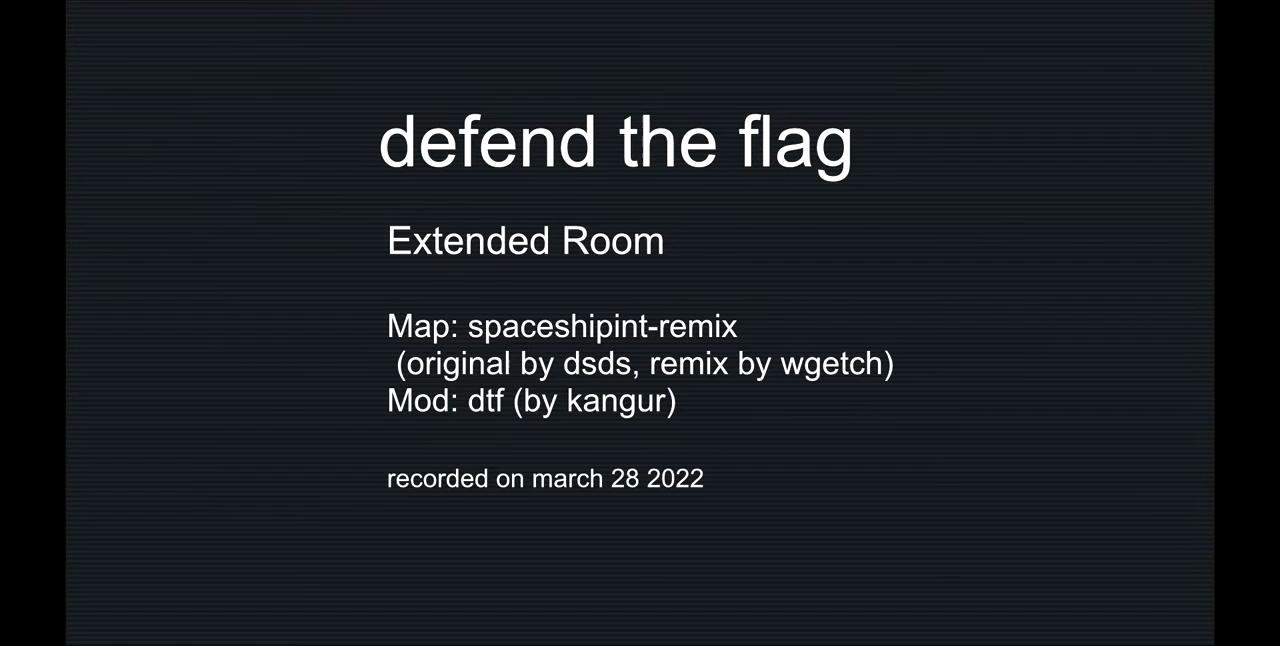 defend the flag
Extended Room
Map: spaceshipint-remix
(original by dsds, remix by wgetch)
Mod: dtf (by kangur)
recorded on march 28 2022